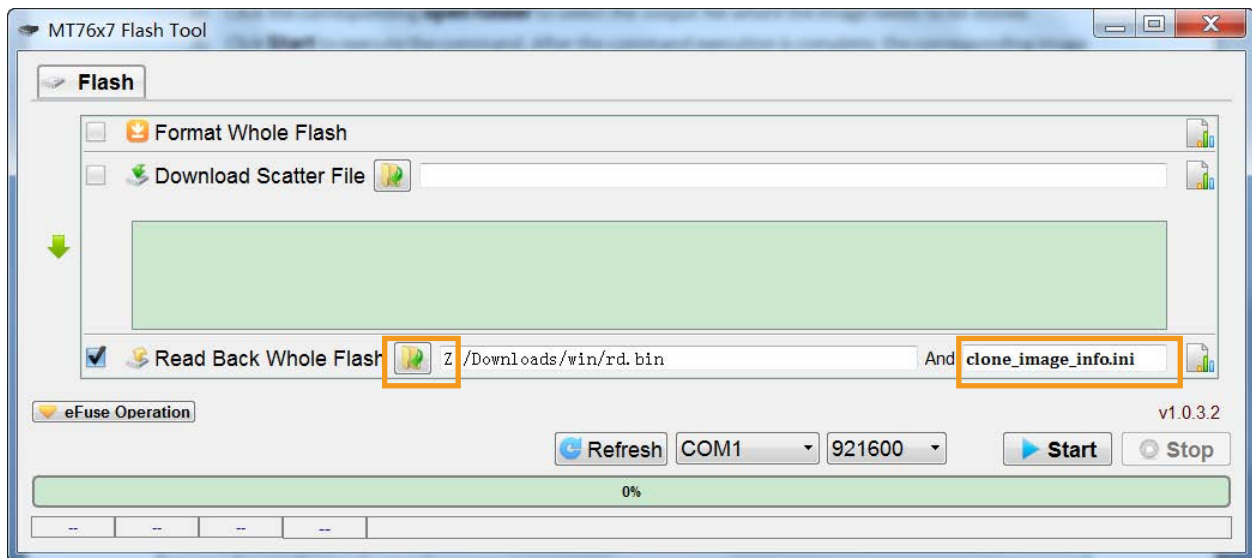 MT76x7 Flash Tool
Flash
Format Whole Flash
Download Scatter File
Read Back Whole Flash Z /Downloads/win/rd.bin And clone_image_info.ini
eFuse Operation
v1.0.3.2
Refresh COM1 921600 Start Stop
0%
-- -- -- --